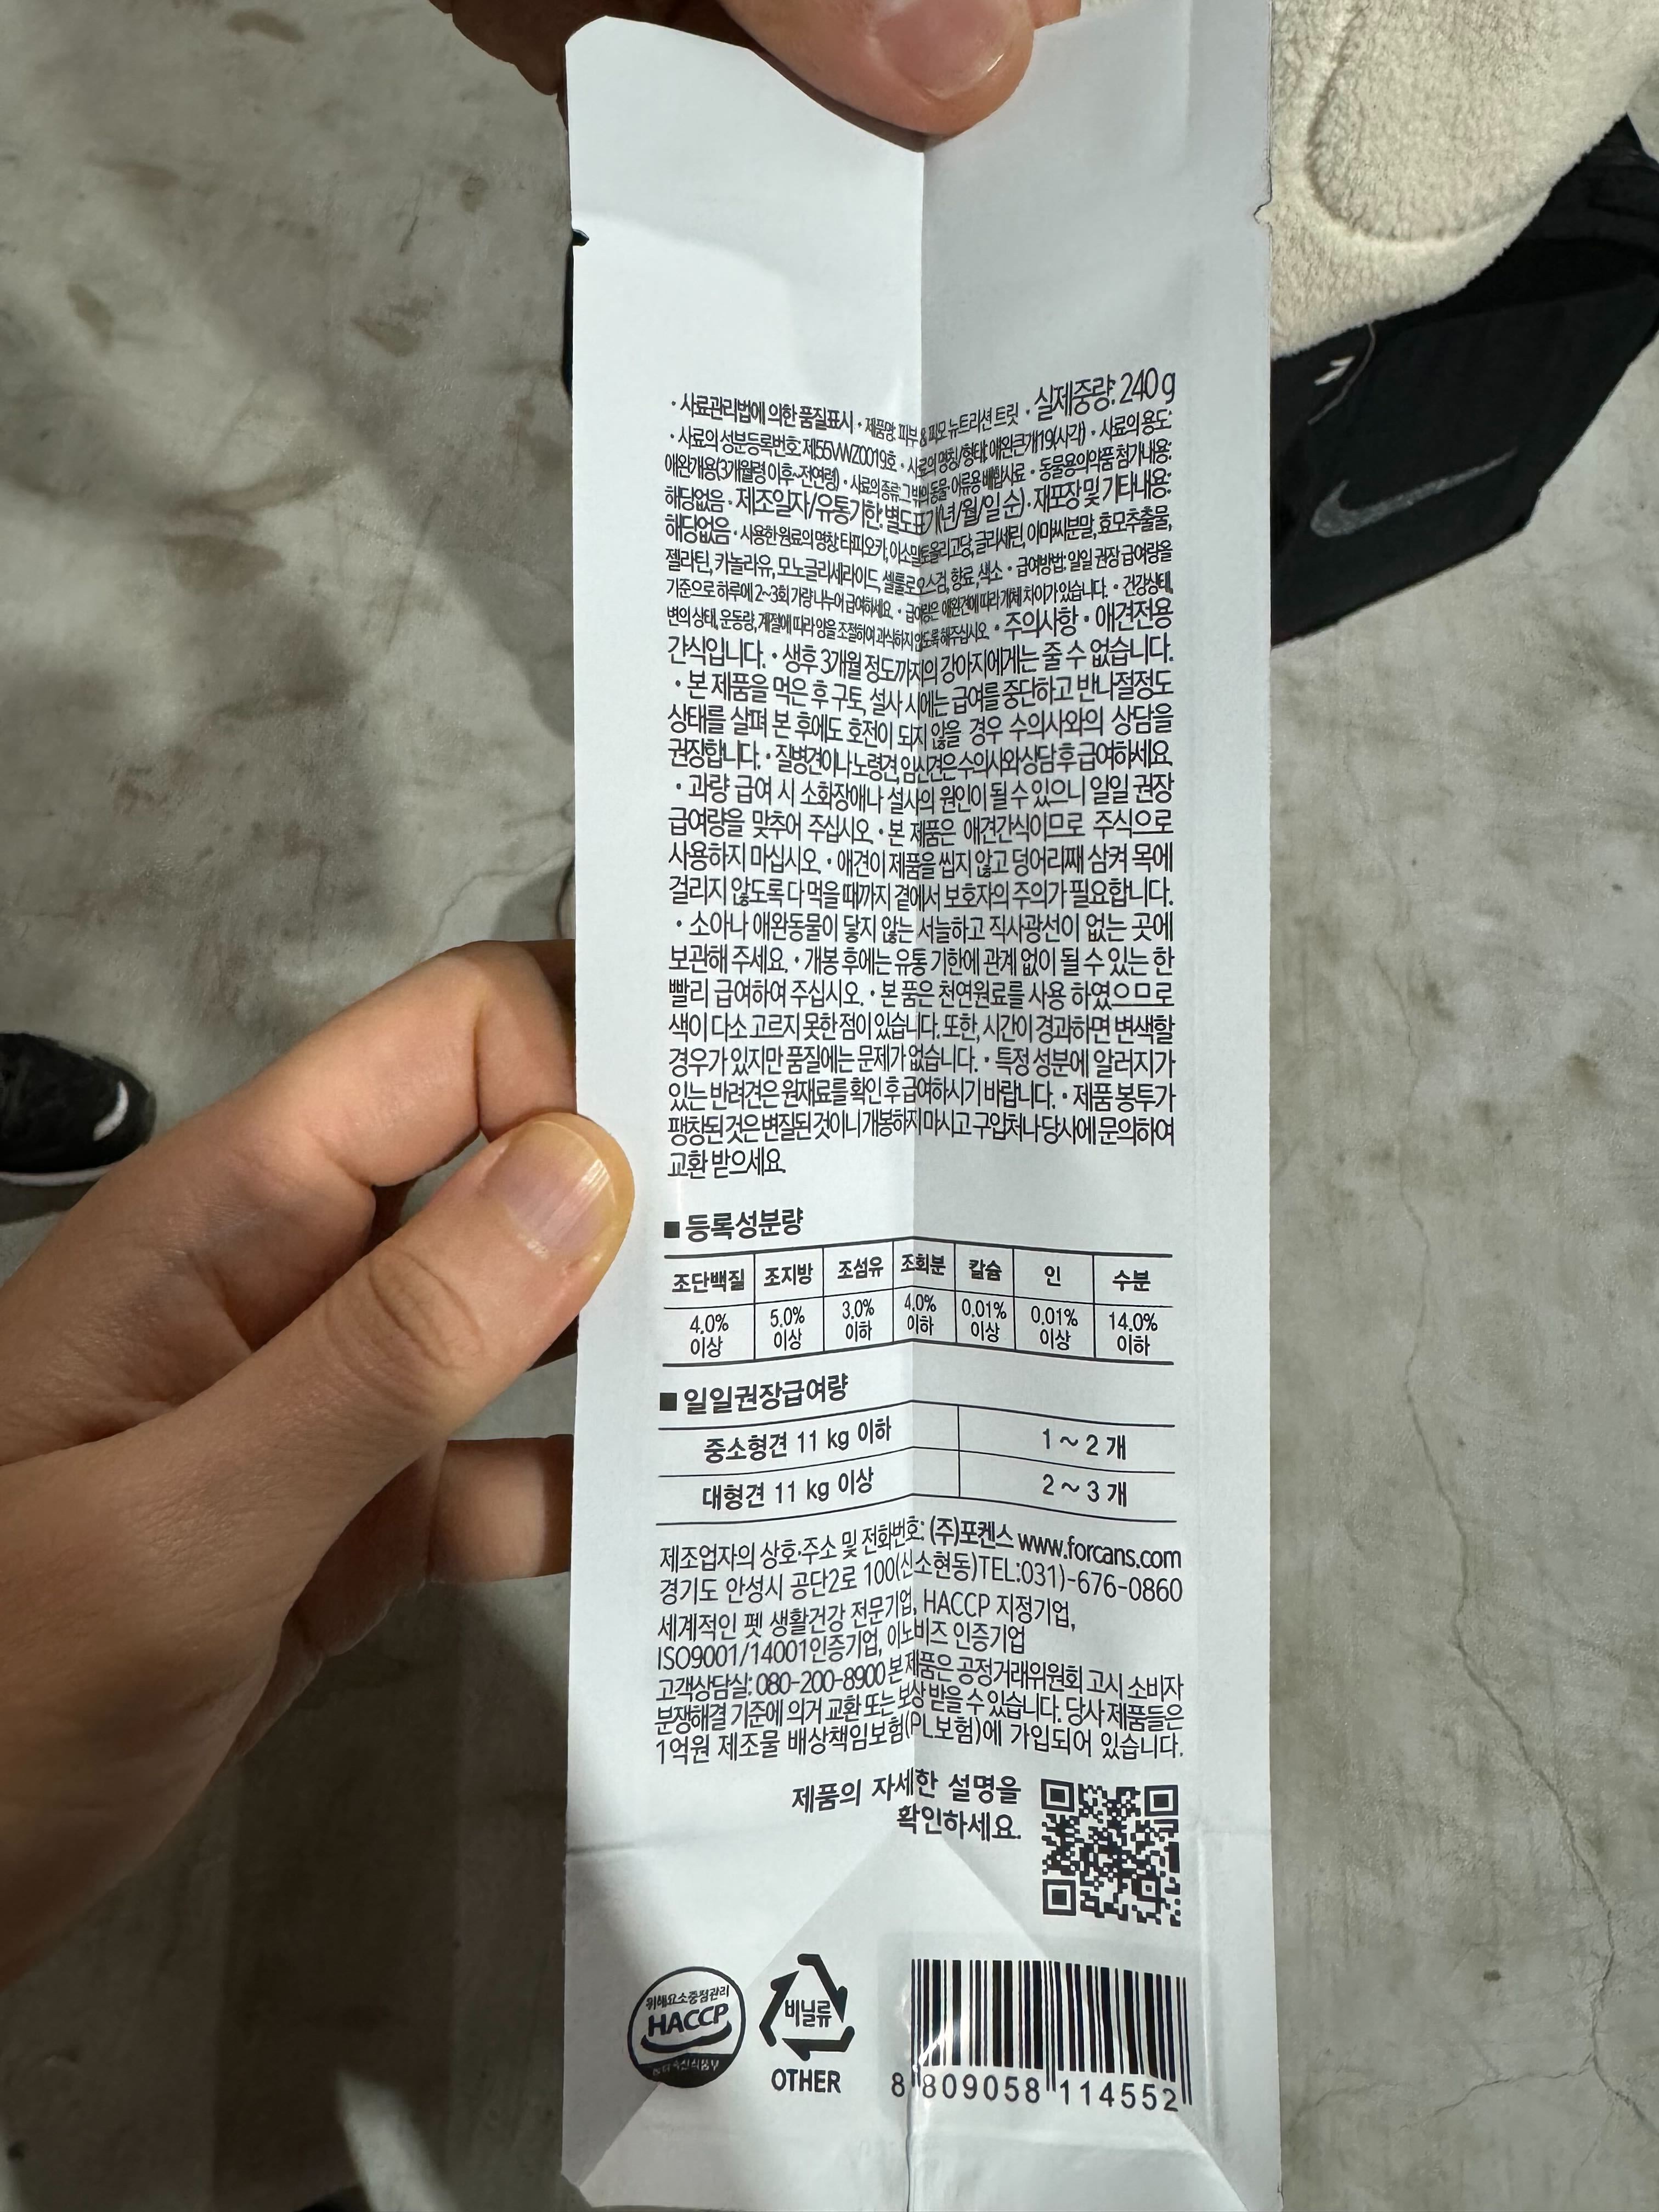 · 사료관리법에 의한 품질표시 · 제품명: 피부 & 피모 뉴트리션 트릿 · 실제중량: 240 g
· 사료의 성분등록번호: 제55VWZ0019호 · 사료의 명칭/형태: 애완큰개19(사각) · 사료의 용도:
애완개용(3개월령 이후~전연령) · 사료의 종류: 그 밖의 동물·어류용 배합사료 · 동물용의약품 첨가 내용:
해당없음 · 제조일자/유통기한: 별도표기(년/월/일 순) · 재포장 및 기타내용:
해당없음 · 사용한 원료의 명칭: 타피오카, 이소말토올리고당, 글리세린, 아마씨분말, 효모추출물,
젤라틴, 카놀라유, 모노글리세라이드, 셀룰로오스검, 향료, 색소 · 급여방법: 일일 권장 급여량을
기준으로 하루에 2~3회 가량 나누어 급여하세요. · 급여량은 애완견에 따라 개체 차이가 있습니다. · 건강상태,
변의 상태, 운동량, 계절에 따라 양을 조절하여 과식하지 않도록 해주십시오. · 주의사항 · 애견전용
간식입니다. · 생후 3개월 정도까지의 강아지에게는 줄 수 없습니다.
· 본 제품을 먹은 후 구토, 설사 시에는 급여를 중단하고 반나절정도
상태를 살펴 본 후에도 호전이 되지 않을 경우 수의사와의 상담을
권장합니다. · 질병견이나 노령견, 임신견은 수의사와 상담 후 급여하세요.
· 과량 급여 시 소화장애나 설사의 원인이 될 수 있으니 일일 권장
급여량을 맞추어 주십시오. · 본 제품은 애견간식이므로 주식으로
사용하지 마십시오. · 애견이 제품을 씹지 않고 덩어리째 삼켜 목에
걸리지 않도록 다 먹을 때까지 곁에서 보호자의 주의가 필요합니다.
· 소아나 애완동물이 닿지 않는 서늘하고 직사광선이 없는 곳에
보관해 주세요. · 개봉 후에는 유통 기한에 관계 없이 될 수 있는 한
빨리 급여하여 주십시오. · 본 품은 천연원료를 사용 하였으므로
색이 다소 고르지 못한 점이 있습니다. 또한, 시간이 경과하면 변색할
경우가 있지만 품질에는 문제가 없습니다. · 특정 성분에 알러지가
있는 반려견은 원재료를 확인 후 급여하시기 바랍니다. · 제품 봉투가
팽창된 것은 변질된 것이니 개봉하지 마시고 구입처나 당사에 문의하여
교환 받으세요.
■ 등록성분량
조단백질 조지방 조섬유 조회분 칼슘 인 수분
4.0% 5.0% 3.0% 4.0% 0.01% 0.01% 14.0%
이상 이상 이하 이하 이상 이상 이하
■ 일일권장급여량
중소형견 11 kg 이하 1 ~ 2 개
대형견 11 kg 이상 2 ~ 3 개
제조업자의 상호·주소 및 전화번호: (주)포켄스 www.forcans.com
경기도 안성시 공단2로 100(신소현동)TEL:031)-676-0860
세계적인 펫 생활건강 전문기업, HACCP 지정기업,
ISO9001/14001인증기업, 이노비즈 인증기업
고객상담실: 080-200-8900 본 제품은 공정거래위원회 고시 소비자
분쟁해결 기준에 의거 교환 또는 보상 받을 수 있습니다. 당사 제품들은
1억원 제조물 배상책임보험(PL보험)에 가입되어 있습니다.
제품의 자세한 설명을
확인하세요.
위해요소중점관리
HACCP
비닐류
OTHER
8 809058 114552